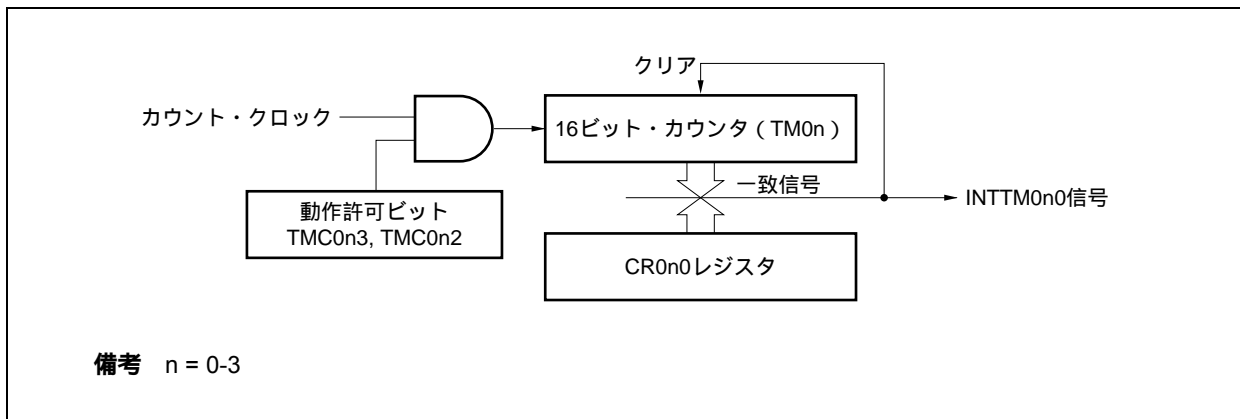 クリア
カウント・クロック
16ビット・カウンタ(TM0n)
一致信号
INTTM0n0信号
動作許可ビット
TMC0n3, TMC0n2
CR0n0レジスタ
備考 n = 0-3